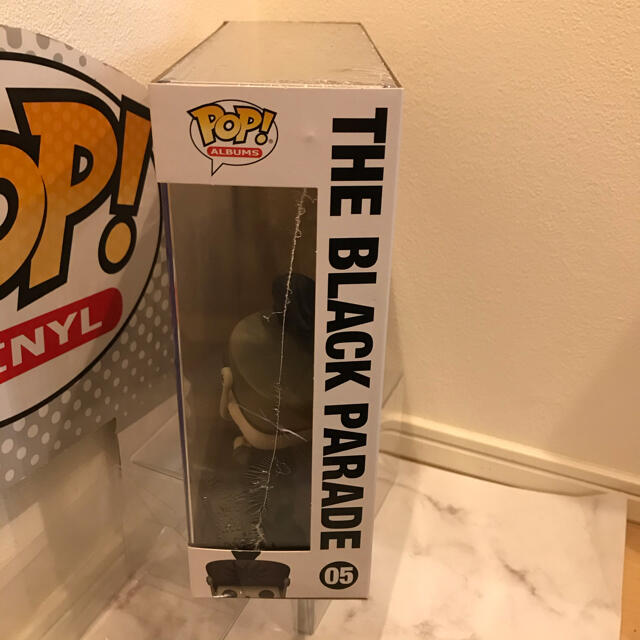 OP!
INYL
POP!
ALBUMS
THE BLACK PARADE
05